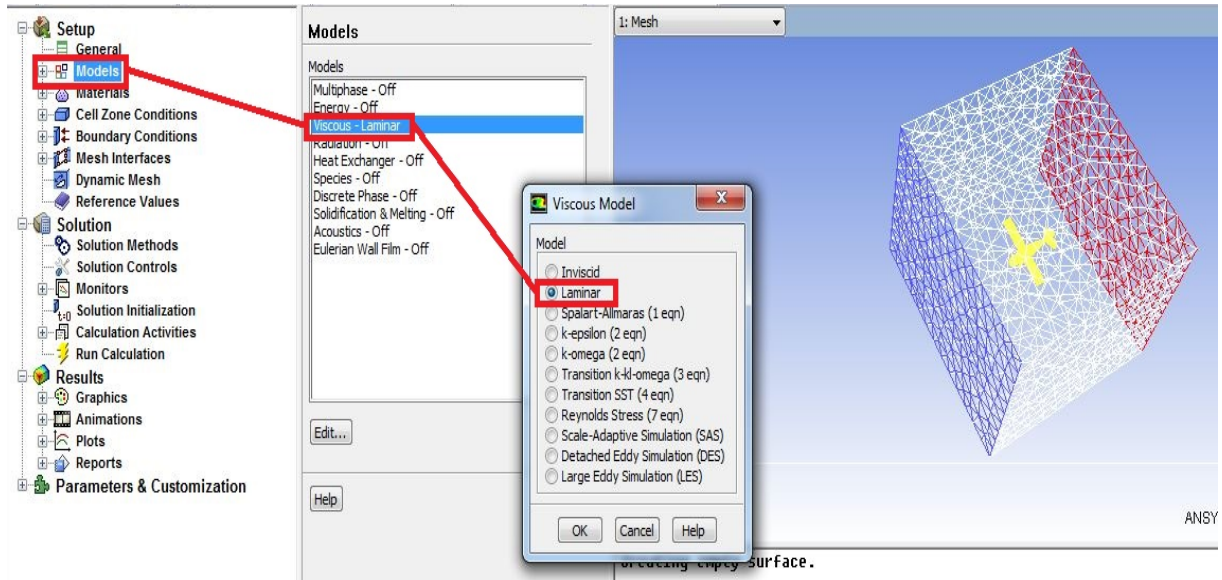 Setup
General
Models
Materials
Cell Zone Conditions
Boundary Conditions
Mesh Interfaces
Dynamic Mesh
Reference Values
Solution
Solution Methods
Solution Controls
Monitors
t=0 Solution Initialization
Calculation Activities
Run Calculation
Results
Graphics
Animations
Plots
Reports
Parameters & Customization
Models
Models
Multiphase - Off
Energy - Off
Viscous - Laminar
Radiation - Off
Heat Exchanger - Off
Species - Off
Discrete Phase - Off
Solidification & Melting - Off
Acoustics - Off
Eulerian Wall Film - Off
Edit...
Help
1: Mesh
Viscous Model
X
Model
Inviscid
Laminar
Spalart-Allmaras (1 eqn)
k-epsilon (2 eqn)
k-omega (2 eqn)
Transition k-kl-omega (3 eqn)
Transition SST (4 eqn)
Reynolds Stress (7 eqn)
Scale-Adaptive Simulation (SAS)
Detached Eddy Simulation (DES)
Large Eddy Simulation (LES)
OK Cancel Help
ANSY
Creating empty surface.